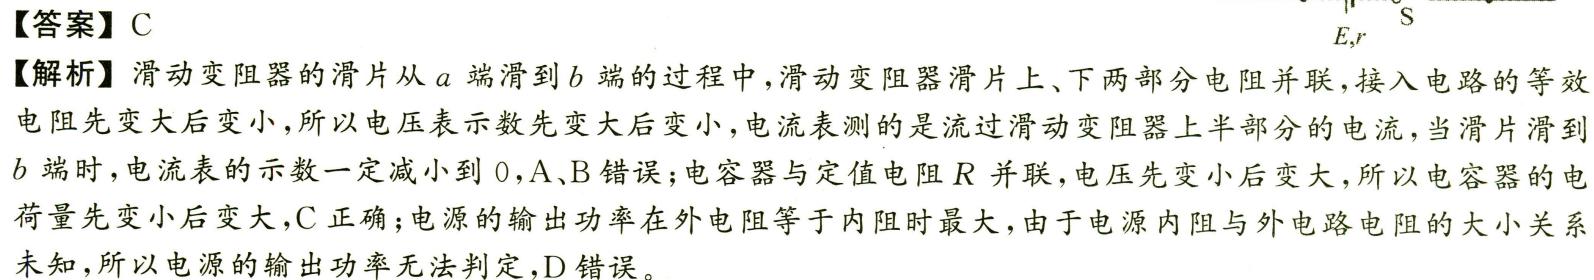 【答案】C
S
E,r
【解析】滑动变阻器的滑片从 a 端滑到 b 端的过程中,滑动变阻器滑片上、下两部分电阻并联,接入电路的等效
电阻先变大后变小,所以电压表示数先变大后变小,电流表测的是流过滑动变阻器上半部分的电流,当滑片滑到
b 端时,电流表的示数一定减小到 0,A、B 错误;电容器与定值电阻 R 并联,电压先变小后变大,所以电容器的电
荷量先变小后变大,C 正确;电源的输出功率在外电阻等于内阻时最大,由于电源内阻与外电路电阻的大小关系
未知,所以电源的输出功率无法判定,D 错误。